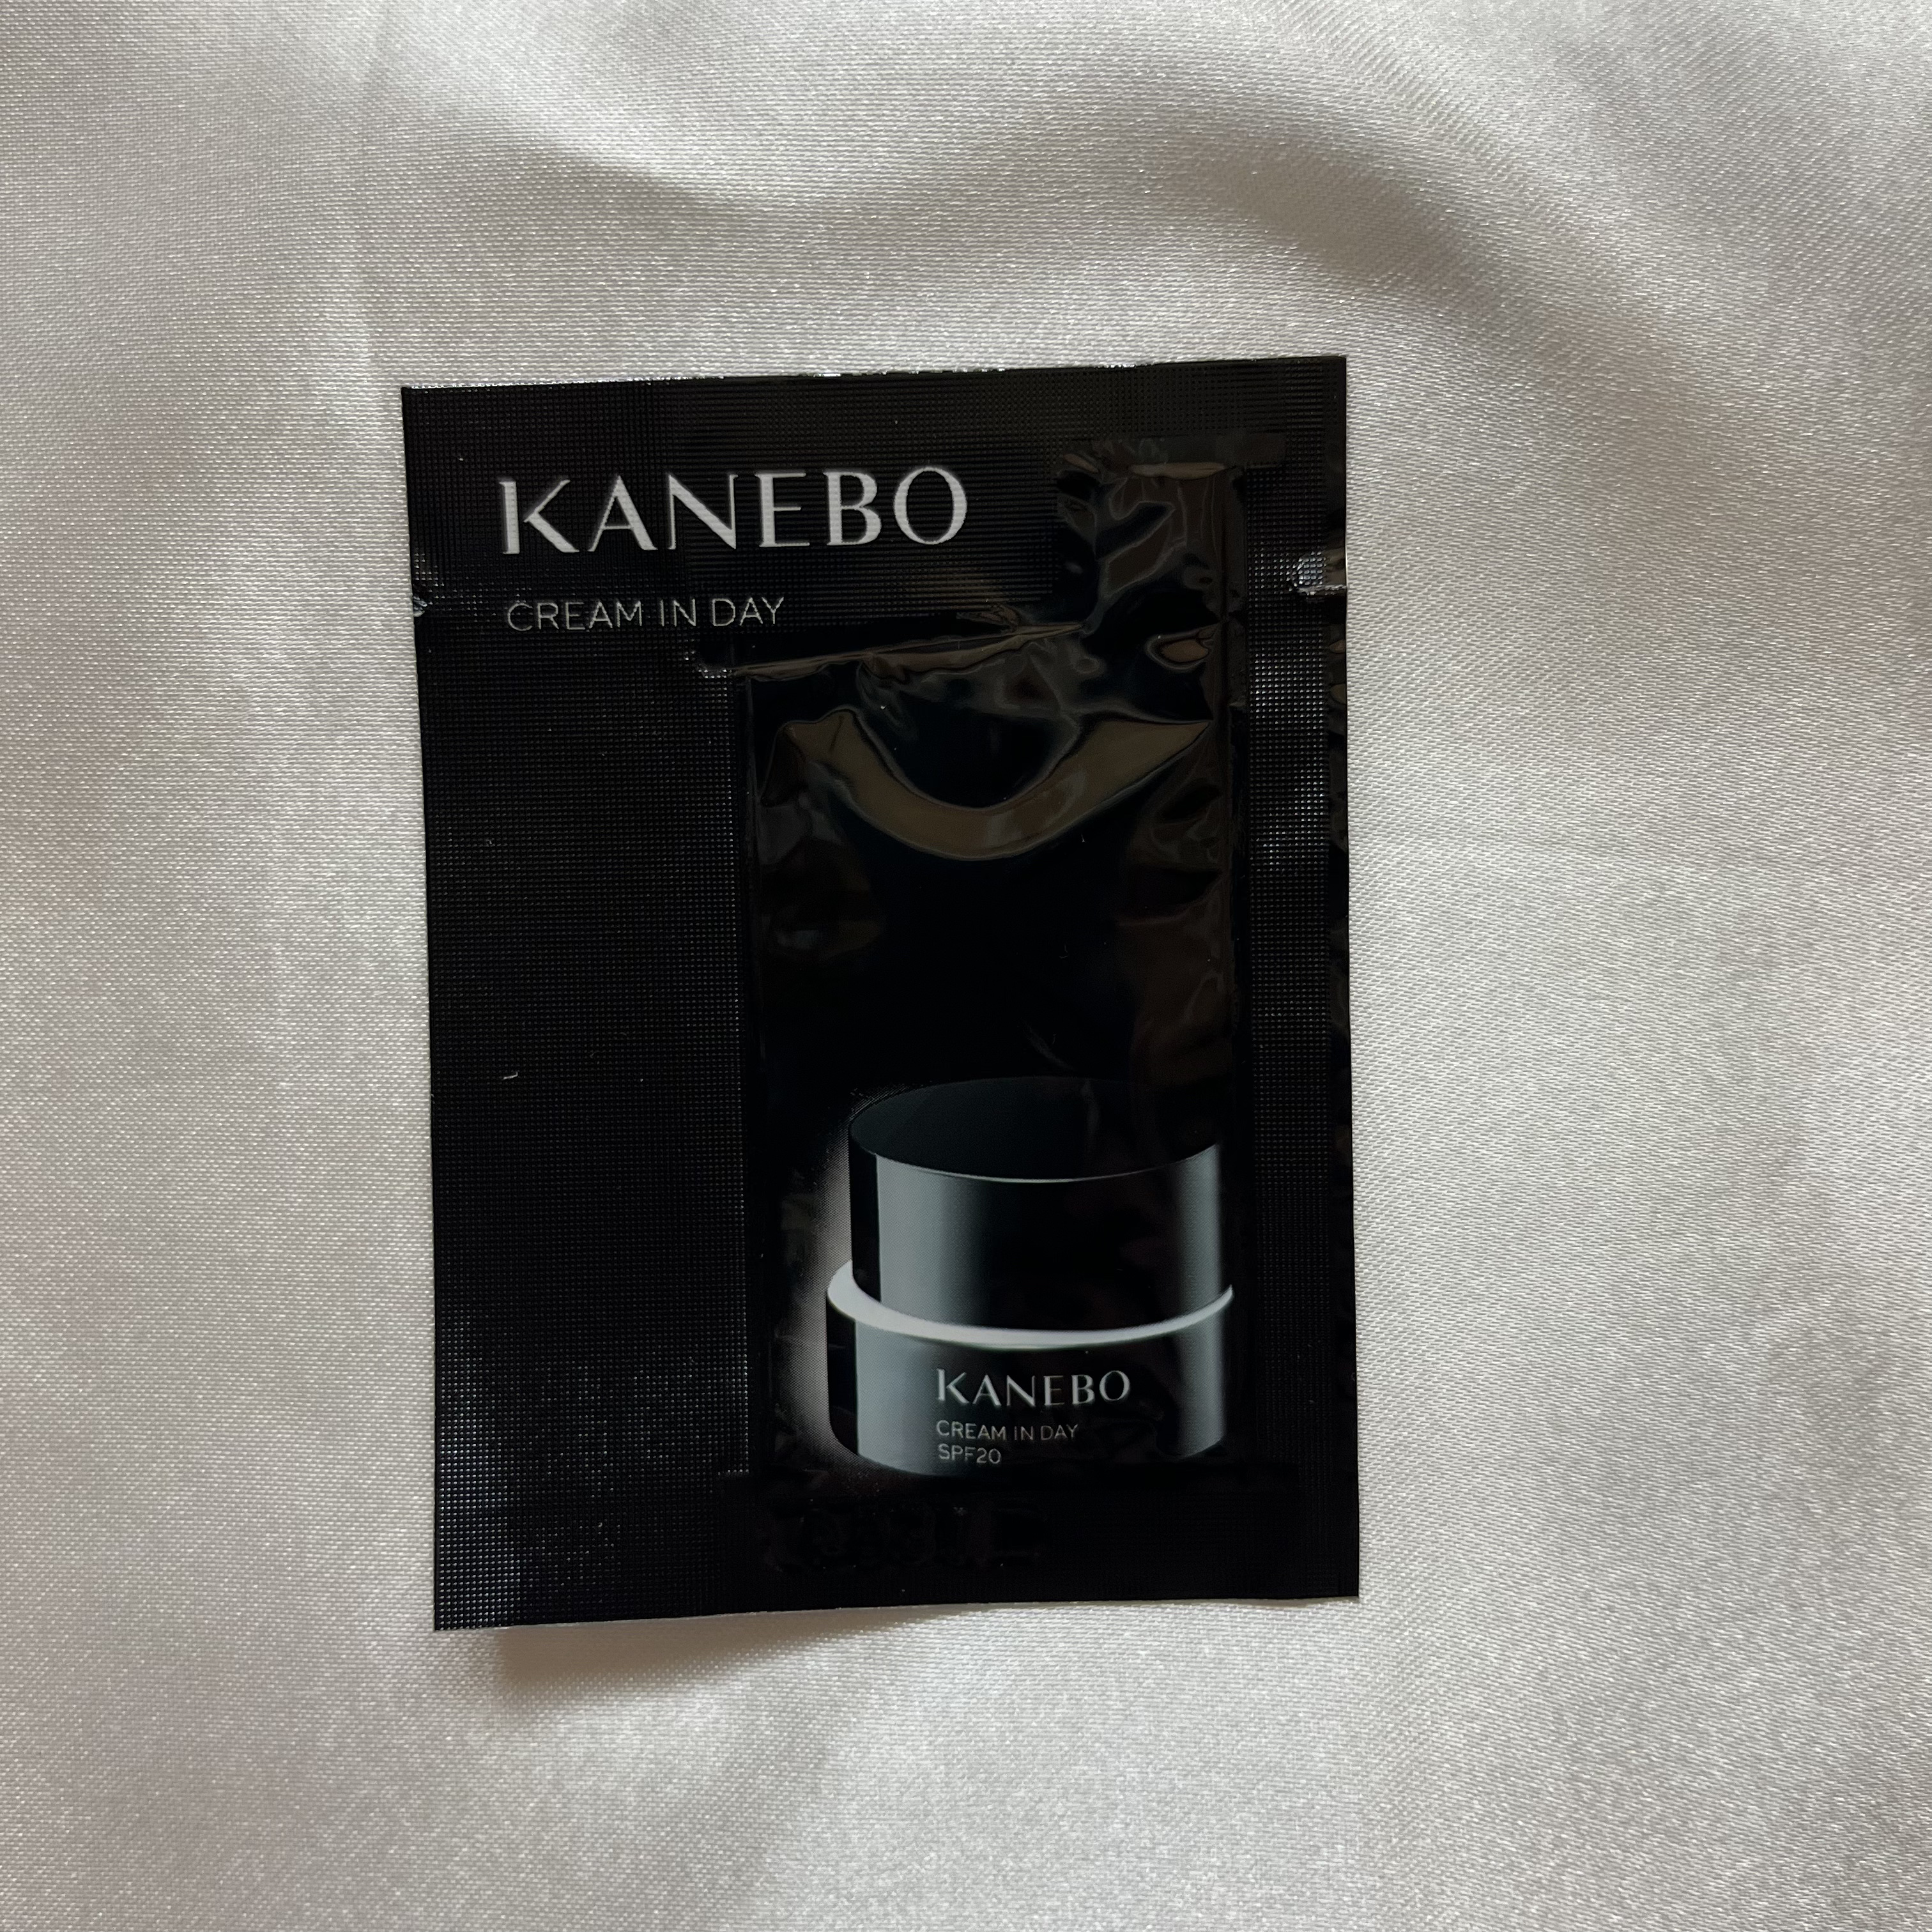 KANEBO
CREAM IN DAY
KANEBO
CREAM IN DAY
SPF20